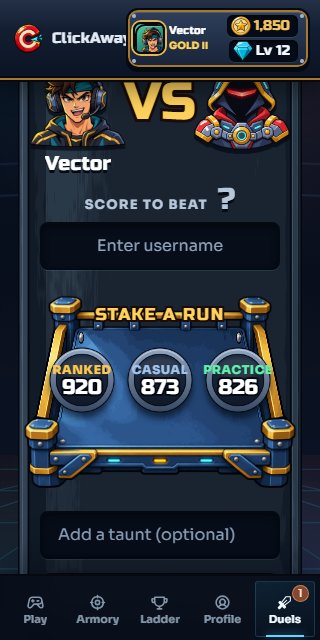 ClickAway
Vector
GOLD II
1,850
Lv 12
VS
Vector
SCORE TO BEAT ?
Enter username
STAKE A RUN
RANKED
920
CASUAL
873
PRACTICE
826
Add a taunt (optional)
Play
Armory
Ladder
Profile
Duels
1